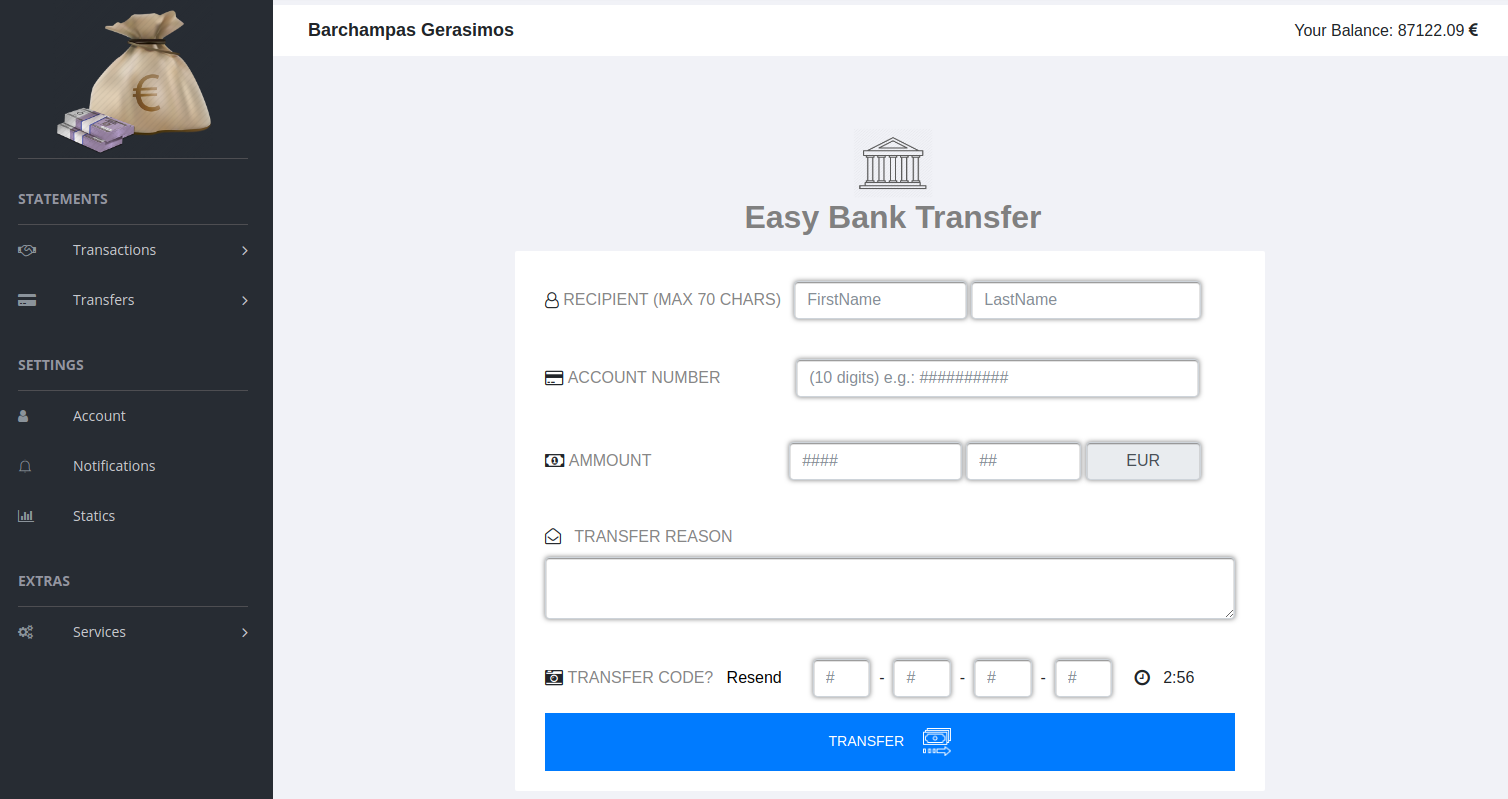 Barchampas Gerasimos
Your Balance: 87122.09 €
€
STATEMENTS
Transactions
Transfers
SETTINGS
Account
Notifications
Statics
EXTRAS
Services
Easy Bank Transfer
RECIPIENT (MAX 70 CHARS) FirstName LastName
ACCOUNT NUMBER (10 digits) e.g.: ##########
AMMOUNT #### ## EUR
TRANSFER REASON
TRANSFER CODE? Resend # - # - # - # 2:56
TRANSFER